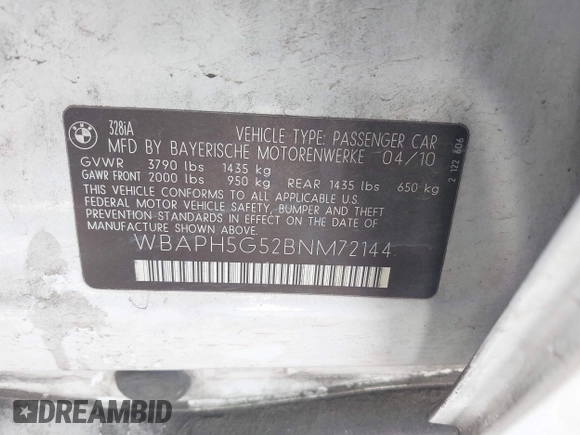 BMW
328iA
VEHICLE TYPE: PASSENGER CAR
MFD BY BAYERISCHE MOTORENWERKE 04/10
GVWR 3790 lbs 1435 kg
GAWR FRONT 2000 lbs 950 kg REAR 1435 lbs 650 kg
THIS VEHICLE CONFORMS TO ALL APPLICABLE U.S.
FEDERAL MOTOR VEHICLE SAFETY, BUMPER AND THEFT
PREVENTION STANDARDS IN EFFECT ON THE DATE OF
MANUFACTURE SHOWN ABOVE.
WBAPH5G52BNM72144
2 122 606
DREAMBID